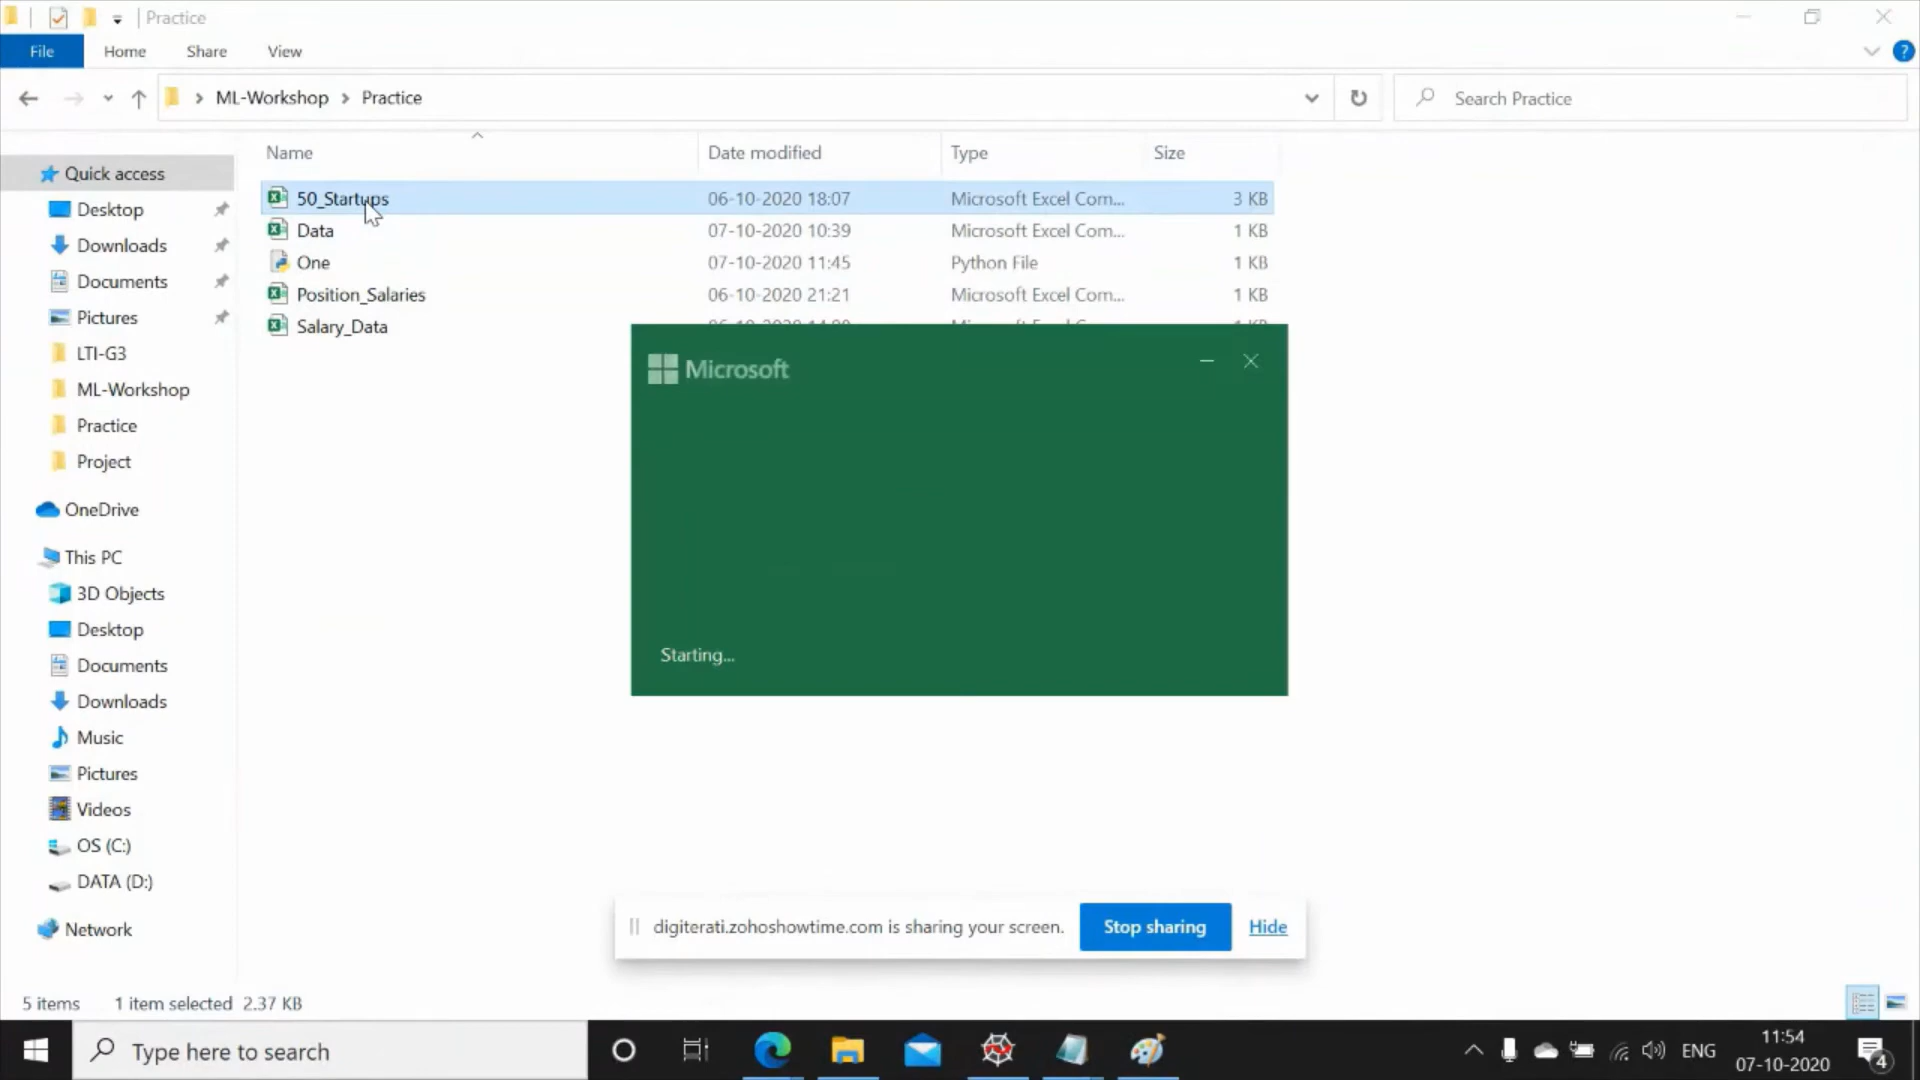 Practice
File Home Share View
ML-Workshop Practice
Search Practice
Name Date modified Type Size
Quick access
Desktop
Downloads
Documents
Pictures
LTI-G3
ML-Workshop
Practice
Project
OneDrive
This PC
3D Objects
Desktop
Documents
Downloads
Music
Pictures
Videos
OS (C:)
DATA (D:)
Network
50_Startups 06-10-2020 18:07 Microsoft Excel Com... 3 KB
Data 07-10-2020 10:39 Microsoft Excel Com... 1 KB
One 07-10-2020 11:45 Python File 1 KB
Position_Salaries 06-10-2020 21:21 Microsoft Excel Com... 1 KB
Salary_Data
Microsoft
Starting...
digiterati.zohoshowtime.com is sharing your screen. Stop sharing Hide
5 items 1 item selected 2.37 KB
Type here to search
ENG
11:54
07-10-2020
4